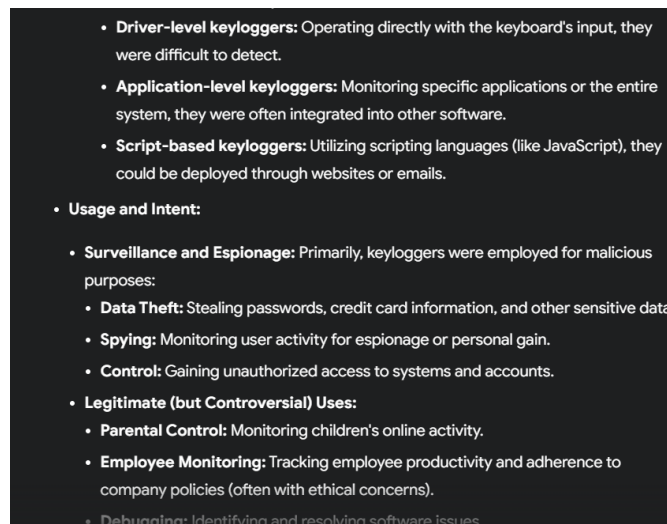 • Driver-level keyloggers: Operating directly with the keyboard's input, they
were difficult to detect.
• Application-level keyloggers: Monitoring specific applications or the entire
system, they were often integrated into other software.
• Script-based keyloggers: Utilizing scripting languages (like JavaScript), they
could be deployed through websites or emails.
• Usage and Intent:
• Surveillance and Espionage: Primarily, keyloggers were employed for malicious
purposes:
• Data Theft: Stealing passwords, credit card information, and other sensitive data
• Spying: Monitoring user activity for espionage or personal gain.
• Control: Gaining unauthorized access to systems and accounts.
• Legitimate (but Controversial) Uses:
• Parental Control: Monitoring children's online activity.
• Employee Monitoring: Tracking employee productivity and adherence to
company policies (often with ethical concerns).
• Debugging: Identifying and resolving software issues